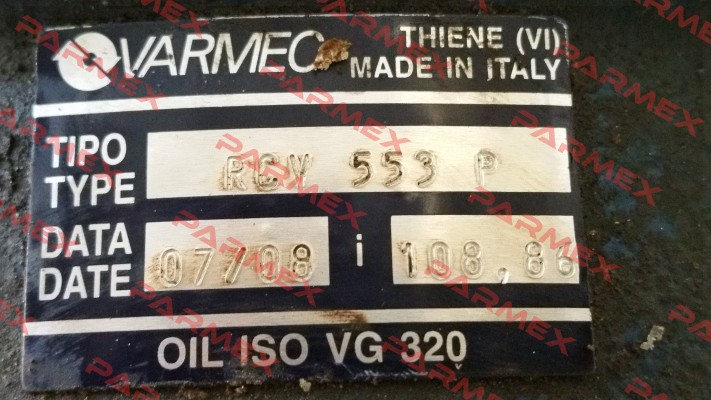 VARMEC
THIENE (VI)
MADE IN ITALY
TIPO
TYPE
RCV 553 P
DATA
DATE
07/08
i
108,86
OIL ISO VG 320
PARMEX